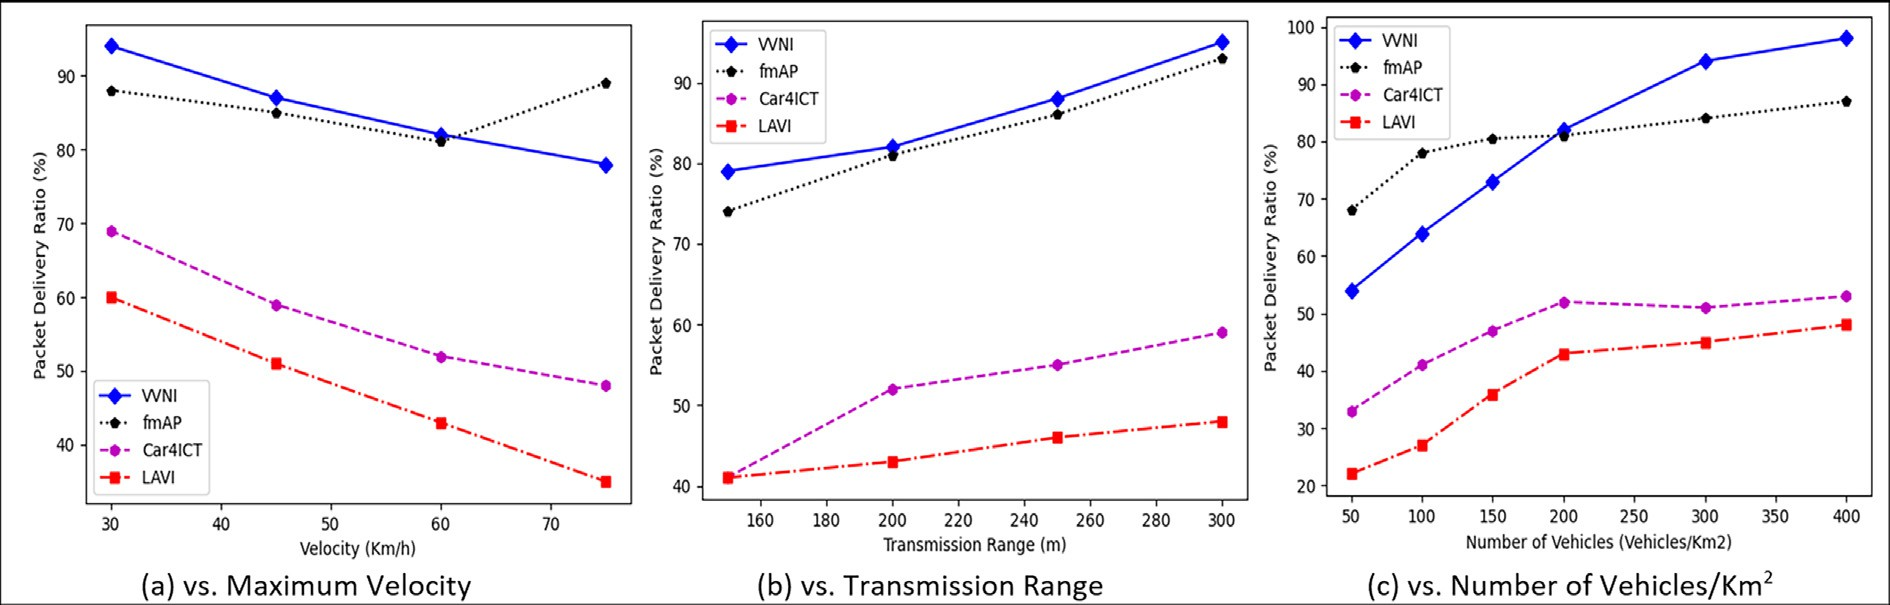 90
80
70
60
50
40
Packet Delivery Ratio (%)
VVNI
fmAP
Car4ICT
LAVI
30 40 50 60 70
Velocity (Km/h)
(a) vs. Maximum Velocity
VVNI
fmAP
Car4ICT
LAVI
90
80
70
60
50
40
Packet Delivery Ratio (%)
160 180 200 220 240 260 280 300
Transmission Range (m)
(b) vs. Transmission Range
VVNI
fmAP
Car4ICT
LAVI
100
90
80
70
60
50
40
30
20
Packet Delivery Ratio (%)
50 100 150 200 250 300 350 400
Number of Vehicles (Vehicles/Km2)
(c) vs. Number of Vehicles/Km²